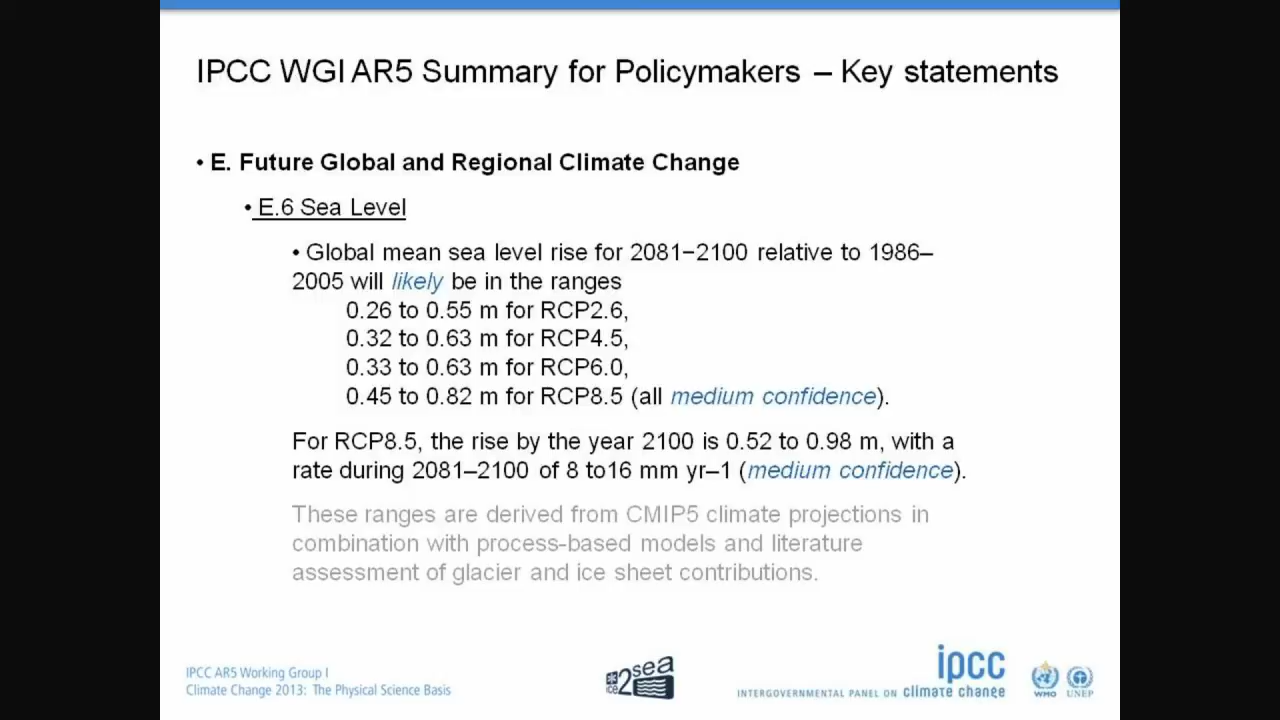 IPCC WGI AR5 Summary for Policymakers – Key statements
• E. Future Global and Regional Climate Change
• E.6 Sea Level
• Global mean sea level rise for 2081−2100 relative to 1986–
2005 will likely be in the ranges
0.26 to 0.55 m for RCP2.6,
0.32 to 0.63 m for RCP4.5,
0.33 to 0.63 m for RCP6.0,
0.45 to 0.82 m for RCP8.5 (all medium confidence).
For RCP8.5, the rise by the year 2100 is 0.52 to 0.98 m, with a
rate during 2081–2100 of 8 to16 mm yr–1 (medium confidence).
These ranges are derived from CMIP5 climate projections in
combination with process-based models and literature
assessment of glacier and ice sheet contributions.
IPCC AR5 Working Group I
Climate Change 2013: The Physical Science Basis
ice2sea
ipcc
INTERGOVERNMENTAL PANEL ON climate change
WMO UNEP